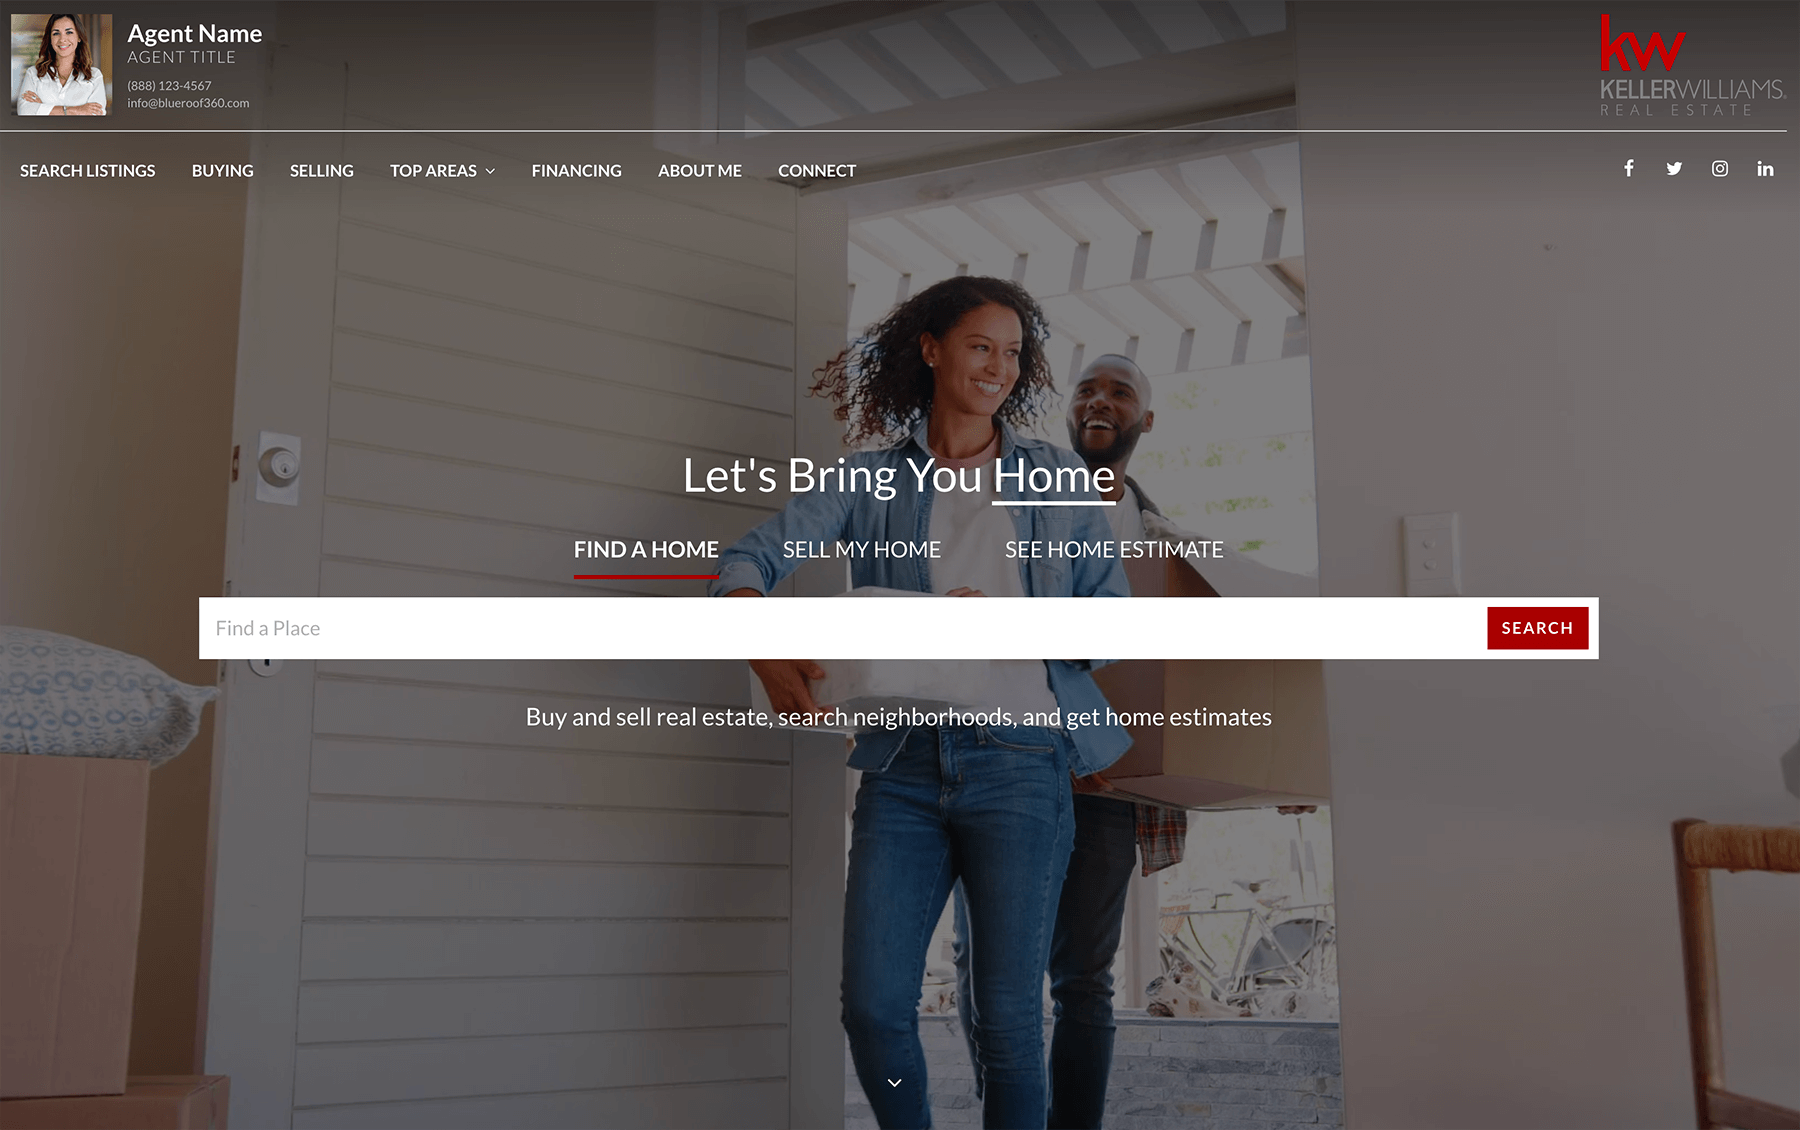 Agent Name
AGENT TITLE
(888) 123-4567
info@blueroof360.com
kw
KELLERWILLIAMS®
REAL ESTATE
SEARCH LISTINGS BUYING SELLING TOP AREAS FINANCING ABOUT ME CONNECT
Let's Bring You Home
FIND A HOME SELL MY HOME SEE HOME ESTIMATE
Find a Place SEARCH
Buy and sell real estate, search neighborhoods, and get home estimates